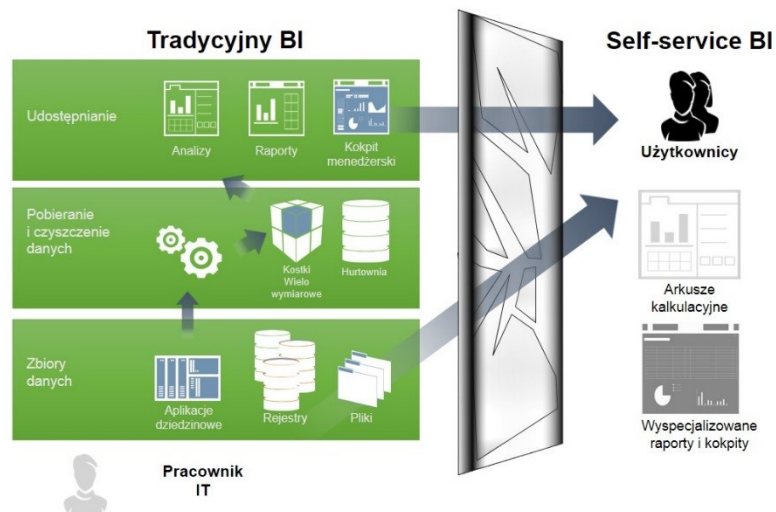 Tradycyjny BI
Self-service BI
Udostępnianie
Analizy
Raporty
Kokpit
menedżerski
Użytkownicy
Pobieranie
i czyszczenie
danych
Kostki
Wielo
wymiarowe
Hurtownia
Arkusze
kalkulacyjne
Zbiory
danych
Aplikacje
dziedzinowe
Rejestry
Pliki
Wyspecjalizowane
raporty i kokpity
Pracownik
IT